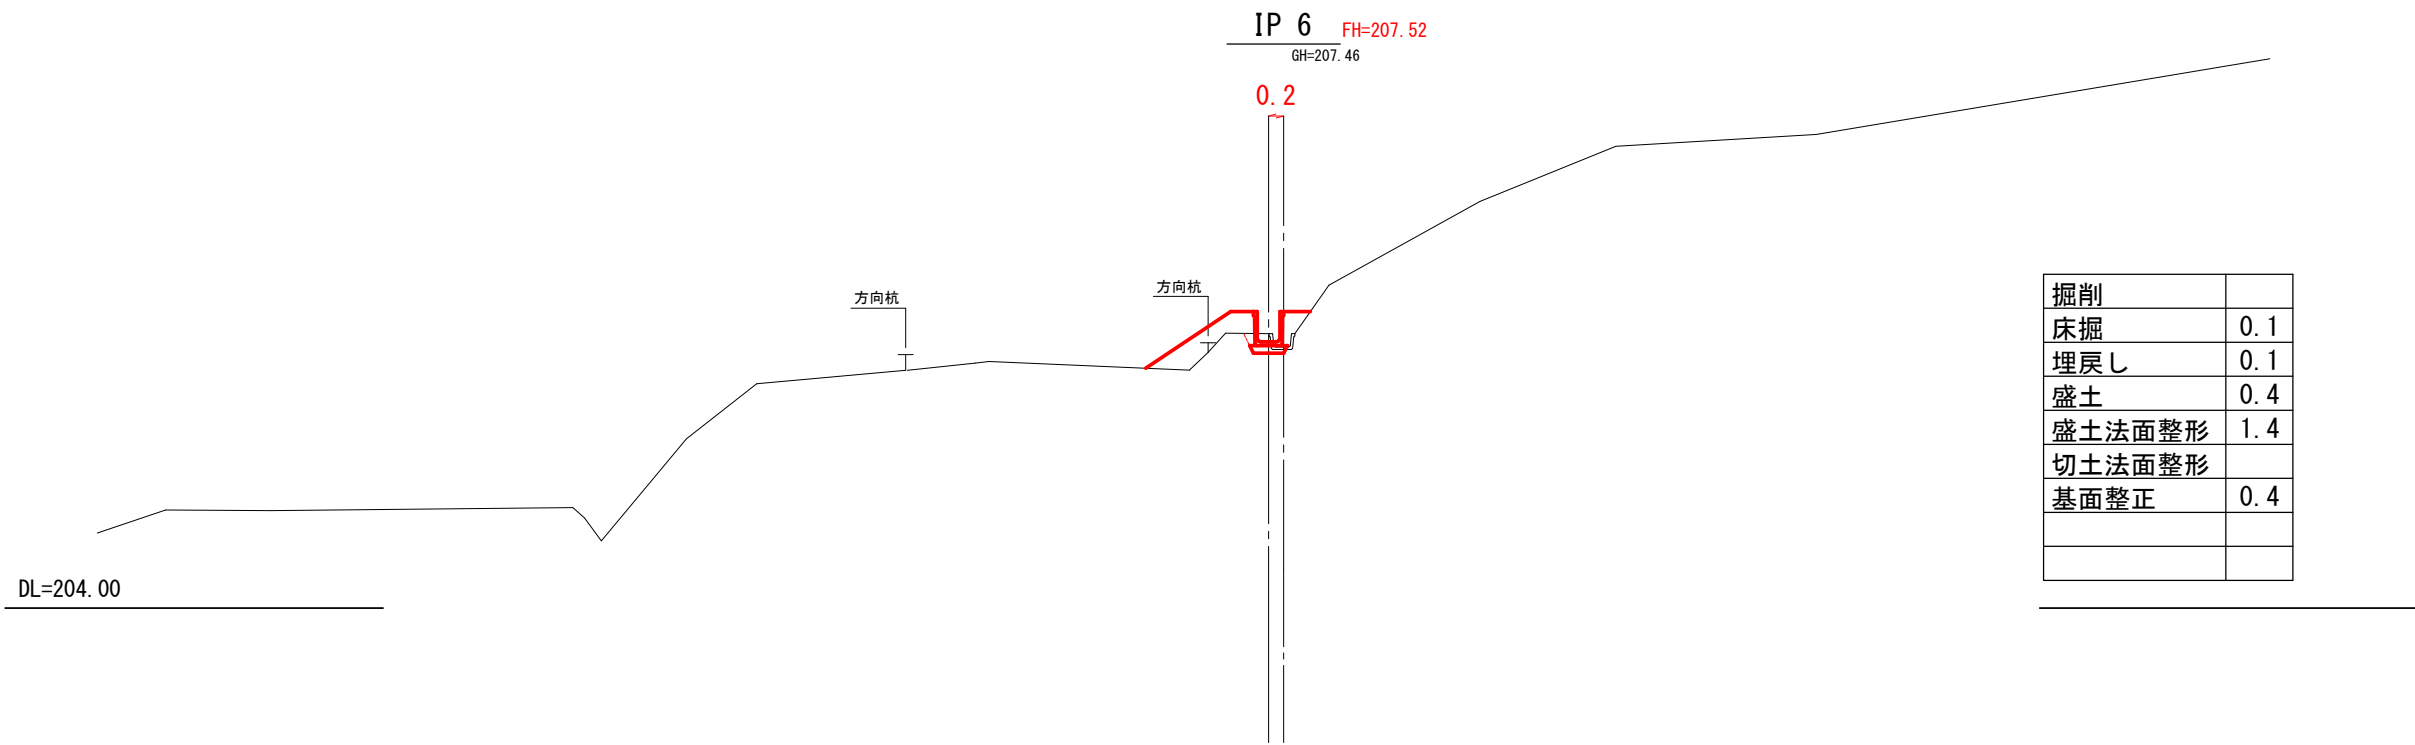 IP 6 FH=207.52
GH=207.46
0.2
方向杭
方向杭
掘削
床掘 0.1
埋戻し 0.1
盛土 0.4
盛土法面整形 1.4
切土法面整形
基面整正 0.4
DL=204.00